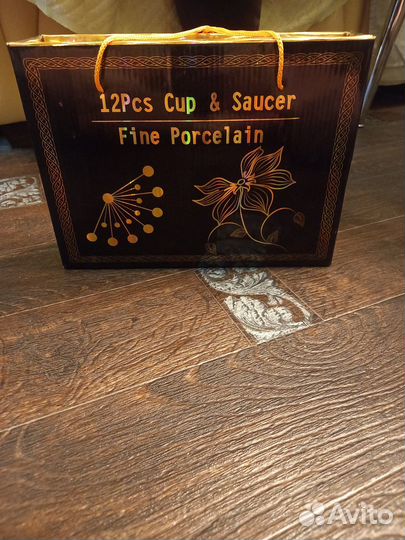 12Pcs Cup & Saucer
Fine Porcelain
Avito